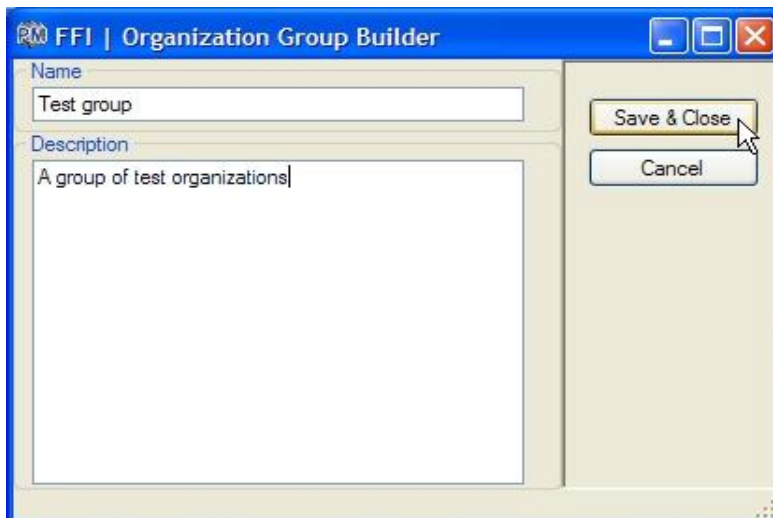 FFI | Organization Group Builder
Name
Test group
Save & Close
Description
A group of test organizations
Cancel